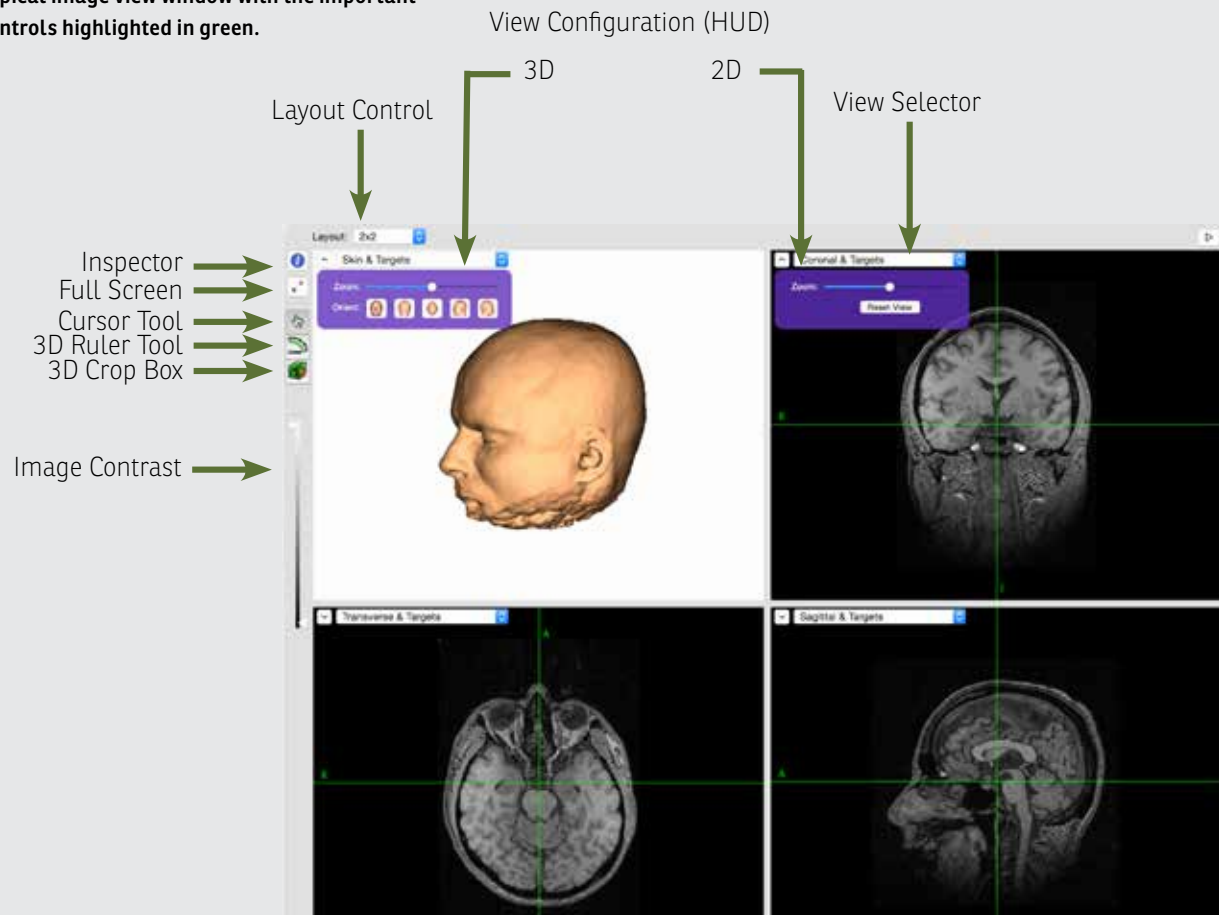 pical image view window with the important
ntrols highlighted in green.
View Configuration (HUD)
3D
2D
Layout Control
View Selector
Layout: 2x2
Inspector
Full Screen
Cursor Tool
3D Ruler Tool
3D Crop Box
Image Contrast
Skin & Targets
Zoom:
Orient:
Coronal & Targets
Zoom:
Reset View
R
Transverse & Targets
A
Sagittal & Targets
A